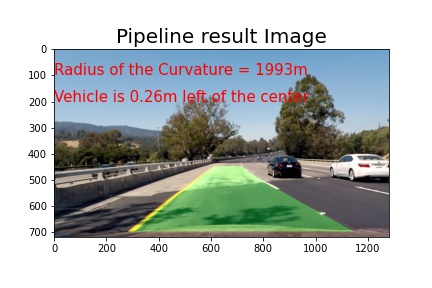 Pipeline result Image
Radius of the Curvature = 1993m
Vehicle is 0.26m left of the center
0
100
200
300
400
500
600
700
0 200 400 600 800 1000 1200